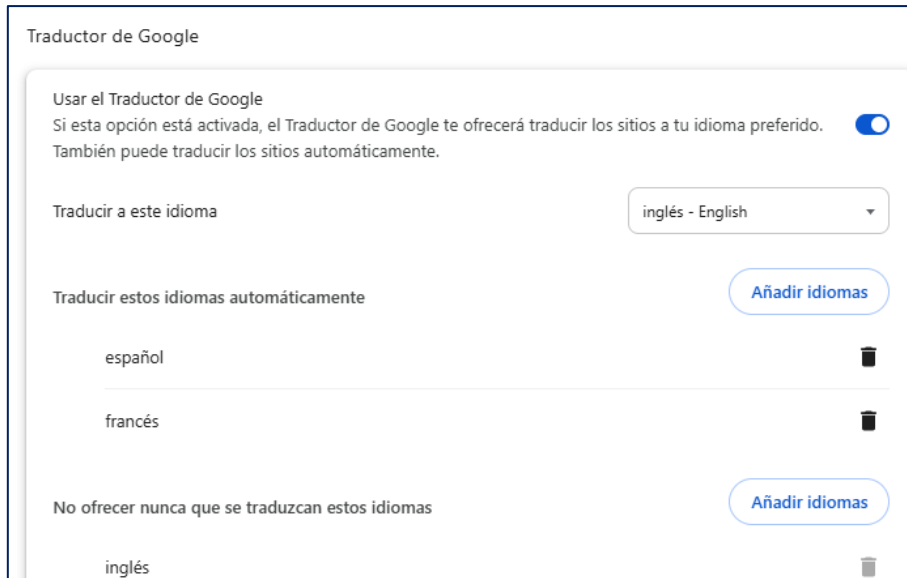 Traductor de Google
Usar el Traductor de Google
Si esta opción está activada, el Traductor de Google te ofrecerá traducir los sitios a tu idioma preferido.
También puede traducir los sitios automáticamente.
Traducir a este idioma
inglés - English
Traducir estos idiomas automáticamente
Añadir idiomas
español
francés
No ofrecer nunca que se traduzcan estos idiomas
Añadir idiomas
inglés